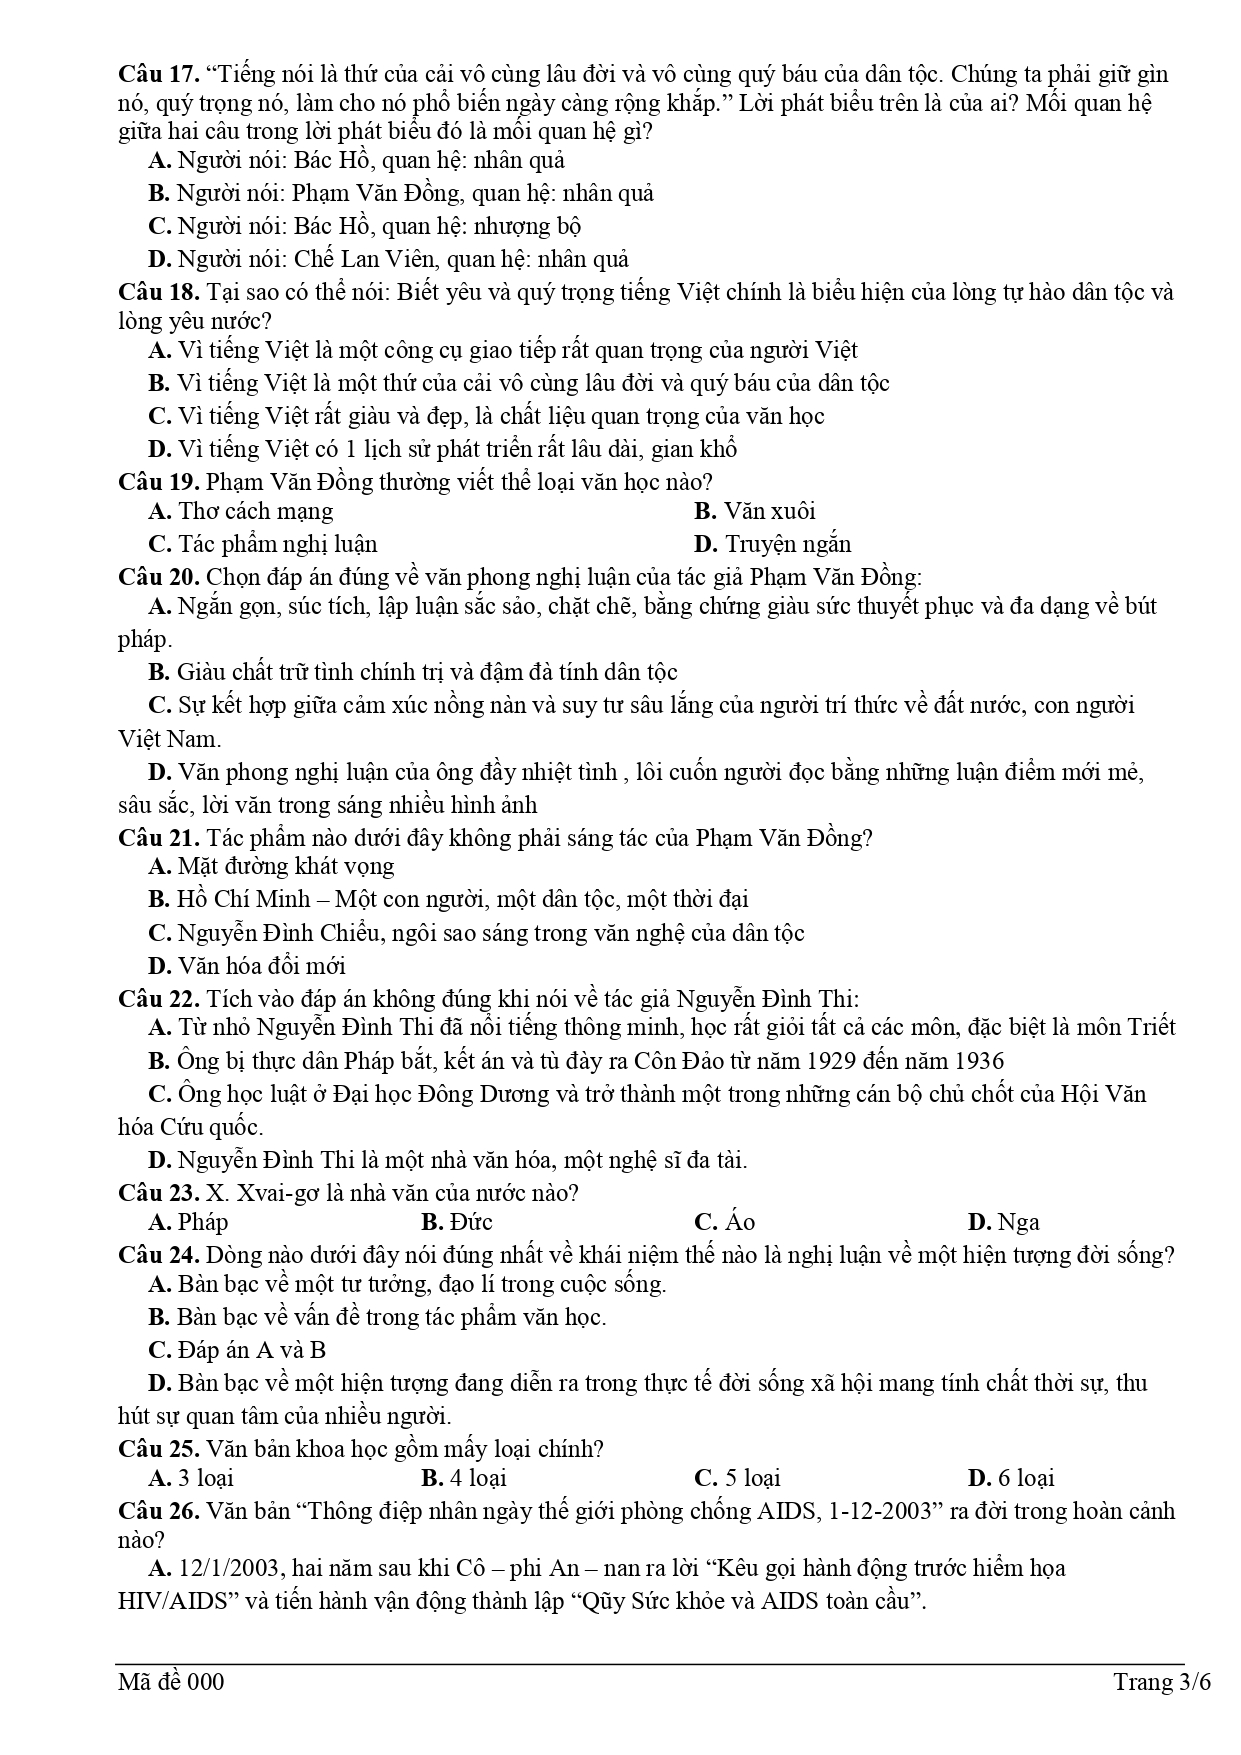 Câu 17. “Tiếng nói là thứ của cải vô cùng lâu đời và vô cùng quý báu của dân tộc. Chúng ta phải giữ gìn
nó, quý trọng nó, làm cho nó phổ biến ngày càng rộng khắp.” Lời phát biểu trên là của ai? Mối quan hệ
giữa hai câu trong lời phát biểu đó là mối quan hệ gì?
A. Người nói: Bác Hồ, quan hệ: nhân quả
B. Người nói: Phạm Văn Đồng, quan hệ: nhân quả
C. Người nói: Bác Hồ, quan hệ: nhượng bộ
D. Người nói: Chế Lan Viên, quan hệ: nhân quả
Câu 18. Tại sao có thể nói: Biết yêu và quý trọng tiếng Việt chính là biểu hiện của lòng tự hào dân tộc và
lòng yêu nước?
A. Vì tiếng Việt là một công cụ giao tiếp rất quan trọng của người Việt
B. Vì tiếng Việt là một thứ của cải vô cùng lâu đời và quý báu của dân tộc
C. Vì tiếng Việt rất giàu và đẹp, là chất liệu quan trọng của văn học
D. Vì tiếng Việt có 1 lịch sử phát triển rất lâu dài, gian khổ
Câu 19. Phạm Văn Đồng thường viết thể loại văn học nào?
A. Thơ cách mạng B. Văn xuôi
C. Tác phẩm nghị luận D. Truyện ngắn
Câu 20. Chọn đáp án đúng về văn phong nghị luận của tác giả Phạm Văn Đồng:
A. Ngắn gọn, súc tích, lập luận sắc sảo, chặt chẽ, bằng chứng giàu sức thuyết phục và đa dạng về bút
pháp.
B. Giàu chất trữ tình chính trị và đậm đà tính dân tộc
C. Sự kết hợp giữa cảm xúc nồng nàn và suy tư sâu lắng của người trí thức về đất nước, con người
Việt Nam.
D. Văn phong nghị luận của ông đầy nhiệt tình , lôi cuốn người đọc bằng những luận điểm mới mẻ,
sâu sắc, lời văn trong sáng nhiều hình ảnh
Câu 21. Tác phẩm nào dưới đây không phải sáng tác của Phạm Văn Đồng?
A. Mặt đường khát vọng
B. Hồ Chí Minh – Một con người, một dân tộc, một thời đại
C. Nguyễn Đình Chiểu, ngôi sao sáng trong văn nghệ của dân tộc
D. Văn hóa đổi mới
Câu 22. Tích vào đáp án không đúng khi nói về tác giả Nguyễn Đình Thi:
A. Từ nhỏ Nguyễn Đình Thi đã nổi tiếng thông minh, học rất giỏi tất cả các môn, đặc biệt là môn Triết
B. Ông bị thực dân Pháp bắt, kết án và tù đày ra Côn Đảo từ năm 1929 đến năm 1936
C. Ông học luật ở Đại học Đông Dương và trở thành một trong những cán bộ chủ chốt của Hội Văn
hóa Cứu quốc.
D. Nguyễn Đình Thi là một nhà văn hóa, một nghệ sĩ đa tài.
Câu 23. X. Xvai-gơ là nhà văn của nước nào?
A. Pháp B. Đức C. Áo D. Nga
Câu 24. Dòng nào dưới đây nói đúng nhất về khái niệm thế nào là nghị luận về một hiện tượng đời sống?
A. Bàn bạc về một tư tưởng, đạo lí trong cuộc sống.
B. Bàn bạc về vấn đề trong tác phẩm văn học.
C. Đáp án A và B
D. Bàn bạc về một hiện tượng đang diễn ra trong thực tế đời sống xã hội mang tính chất thời sự, thu
hút sự quan tâm của nhiều người.
Câu 25. Văn bản khoa học gồm mấy loại chính?
A. 3 loại B. 4 loại C. 5 loại D. 6 loại
Câu 26. Văn bản “Thông điệp nhân ngày thế giới phòng chống AIDS, 1-12-2003” ra đời trong hoàn cảnh
nào?
A. 12/1/2003, hai năm sau khi Cô – phi An – nan ra lời “Kêu gọi hành động trước hiểm họa
HIV/AIDS” và tiến hành vận động thành lập “Qũy Sức khỏe và AIDS toàn cầu”.
Mã đề 000 Trang 3/6